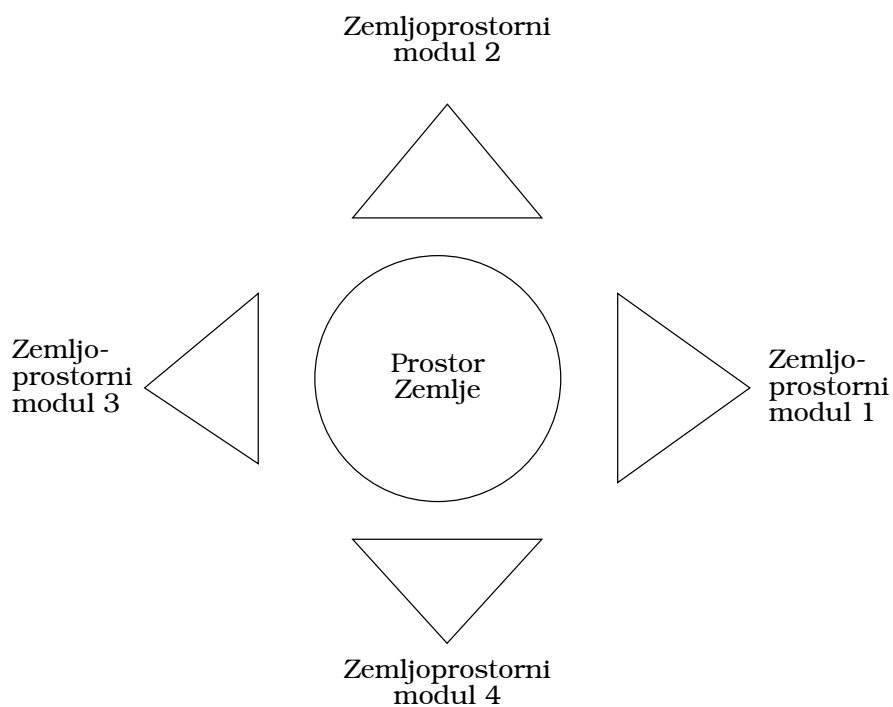 Zemljoprostorni
modul 2
Zemljo-
prostorni
modul 3
Prostor
Zemlje
Zemljo-
prostorni
modul 1
Zemljoprostorni
modul 4